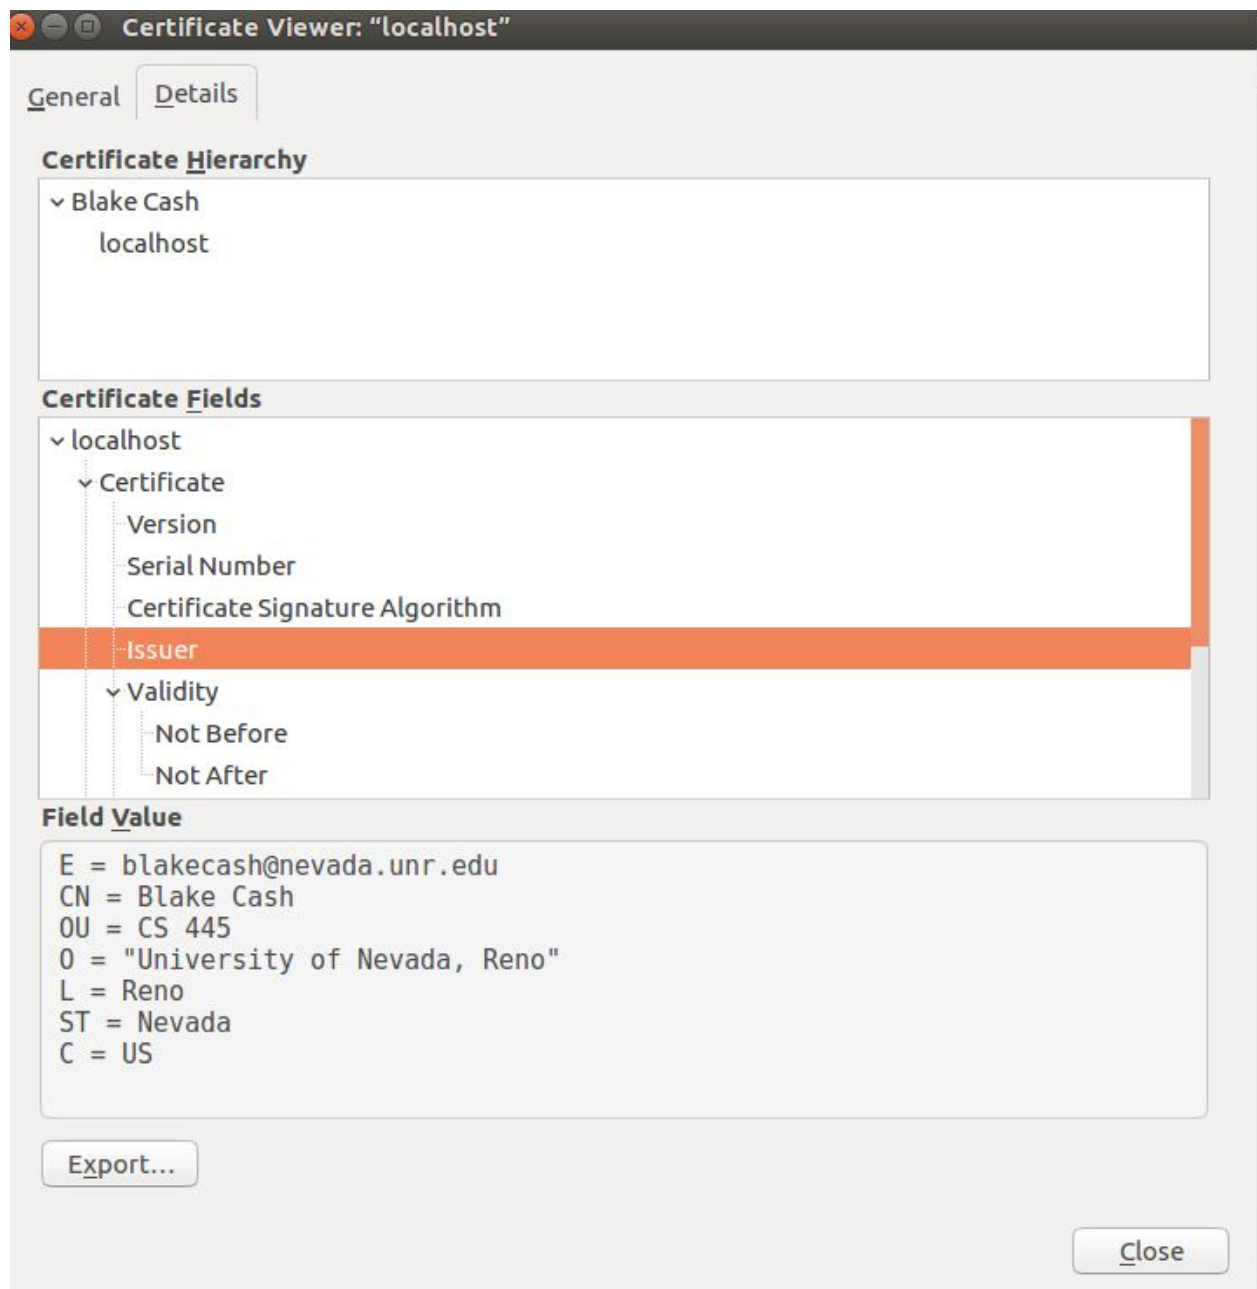 Certificate Viewer: “localhost”
General Details
Certificate Hierarchy
Blake Cash
localhost
Certificate Fields
localhost
Certificate
Version
Serial Number
Certificate Signature Algorithm
Issuer
Validity
Not Before
Not After
Field Value
E = blakecash@nevada.unr.edu
CN = Blake Cash
OU = CS 445
O = "University of Nevada, Reno"
L = Reno
ST = Nevada
C = US
Export...
Close